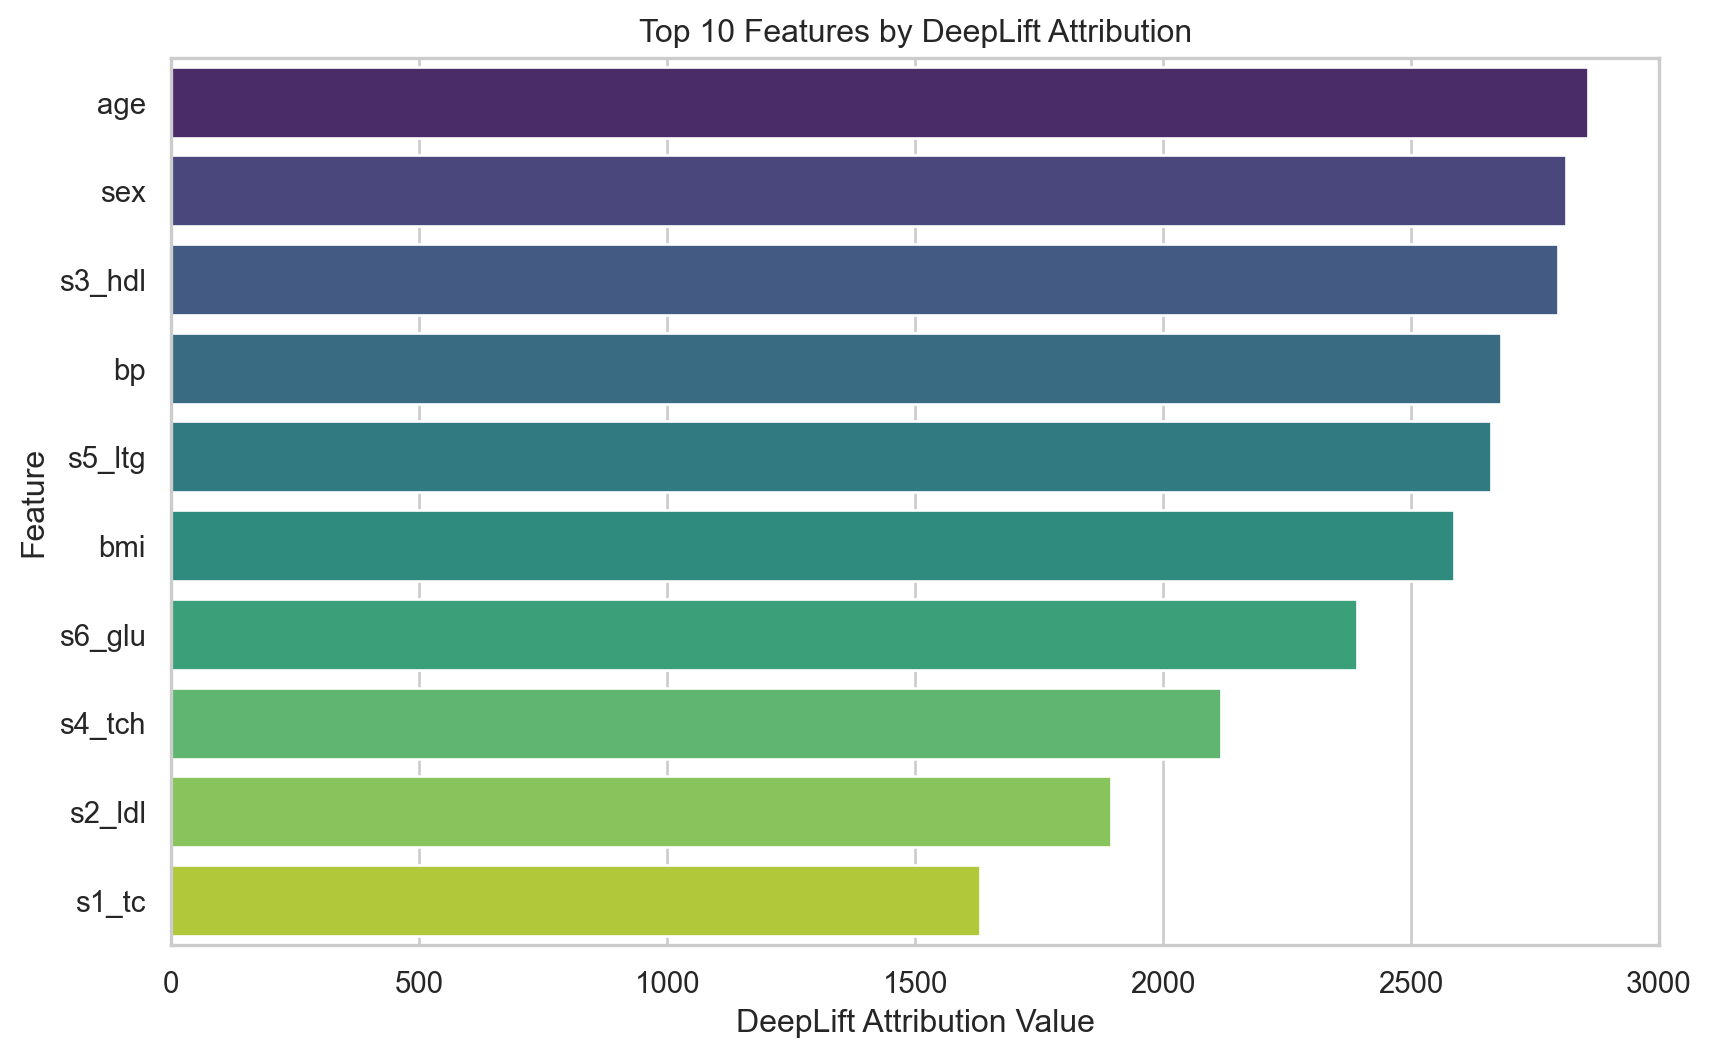 Top 10 Features by DeepLift Attribution
age
sex
s3_hdl
bp
s5_ltg
bmi
s6_glu
s4_tch
s2_ldl
s1_tc
Feature
0 500 1000 1500 2000 2500 3000
DeepLift Attribution Value